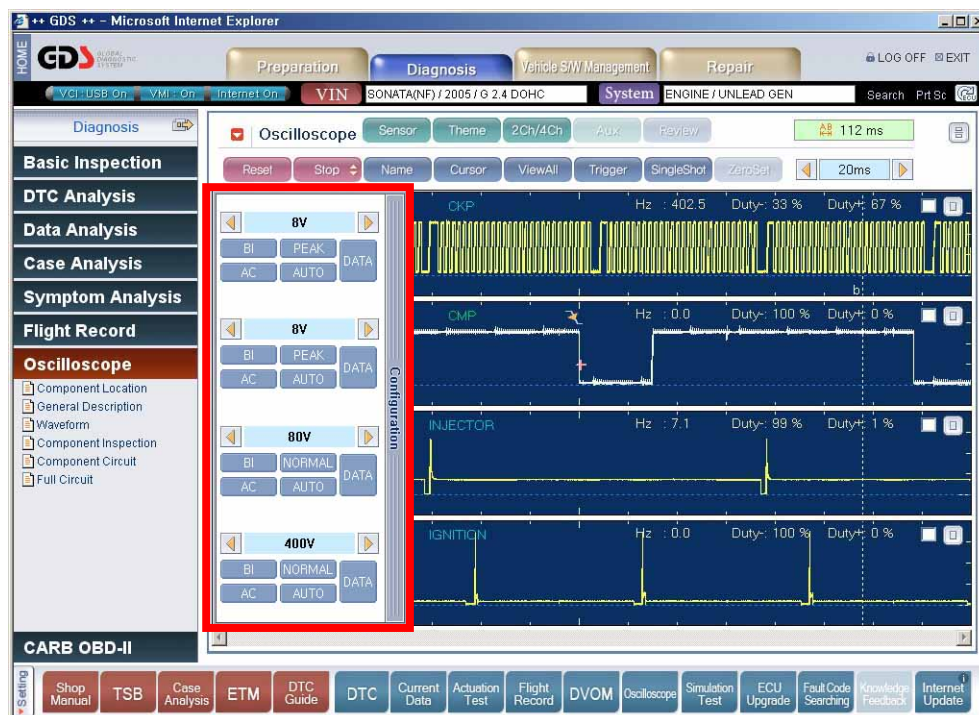 ++ GDS ++ - Microsoft Internet Explorer
HOME
GDS GLOBAL DIAGNOSTIC SYSTEM
Preparation Diagnosis Vehicle S/W Management Repair LOG OFF EXIT
VCI : USB On VMI : On Internet On VIN SONATA(NF) / 2005 / G 2.4 DOHC System ENGINE / UNLEAD GEN Search Prt Sc
Diagnosis
Basic Inspection
DTC Analysis
Data Analysis
Case Analysis
Symptom Analysis
Flight Record
Oscilloscope
Component Location
General Description
Waveform
Component Inspection
Component Circuit
Full Circuit
CARB OBD-II
Oscilloscope Sensor Theme 2Ch/4Ch Aux Review AB 112 ms
Reset Stop Name Cursor ViewAll Trigger SingleShot ZeroSet 20ms
8V
BI PEAK DATA
AC AUTO
8V
BI PEAK DATA
AC AUTO
80V
BI NORMAL DATA
AC AUTO
400V
BI NORMAL DATA
AC AUTO
Configuration
CKP Hz : 402.5 Duty-: 33 % Duty+: 67 %
b
CMP Hz : 0.0 Duty-: 100 % Duty+: 0 %
INJECTOR Hz : 7.1 Duty-: 99 % Duty+: 1 %
IGNITION Hz : 0.0 Duty-: 100 % Duty+: 0 %
Setting
Shop Manual TSB Case Analysis ETM DTC Guide DTC Current Data Actuation Test Flight Record DVOM Oscilloscope Simulation Test ECU Upgrade Fault Code Searching Knowledge Feedback Internet Update